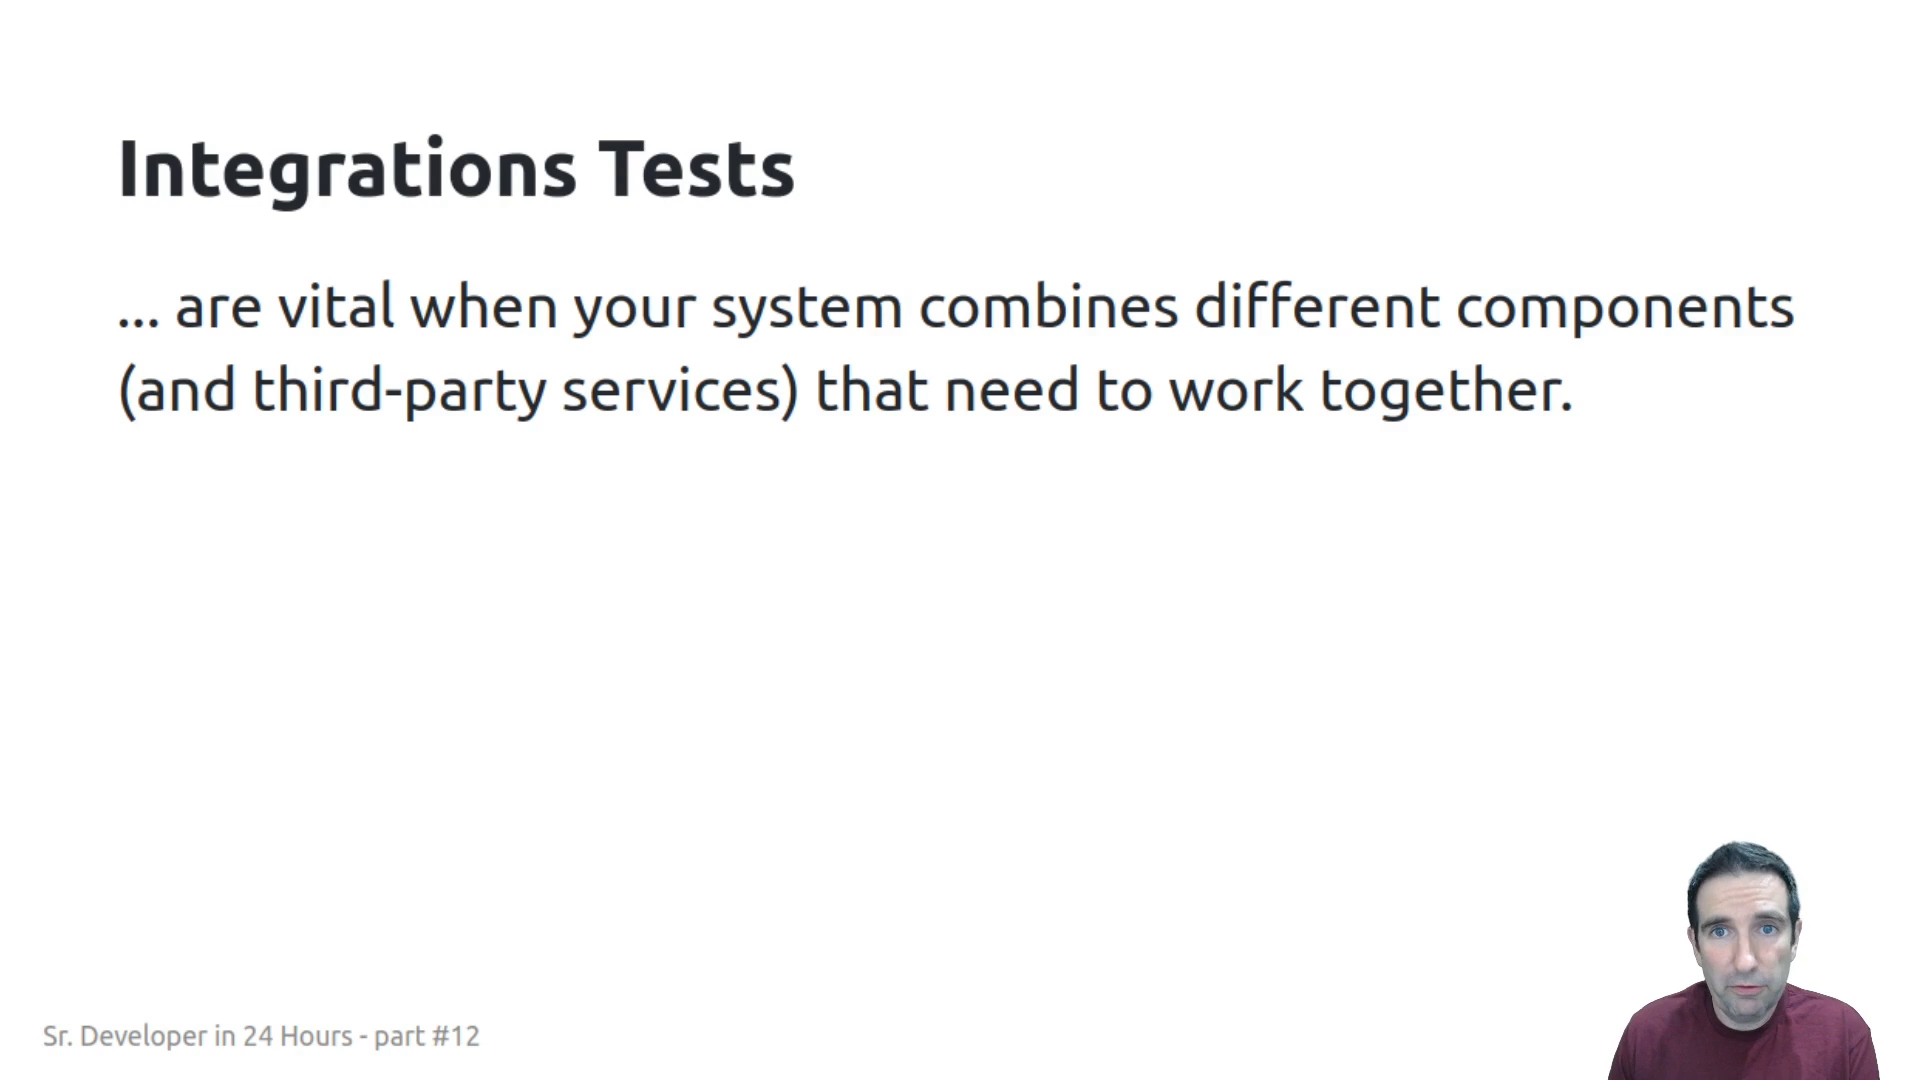 Integrations Tests
... are vital when your system combines different components
(and third-party services) that need to work together.
Sr. Developer in 24 Hours - part #12